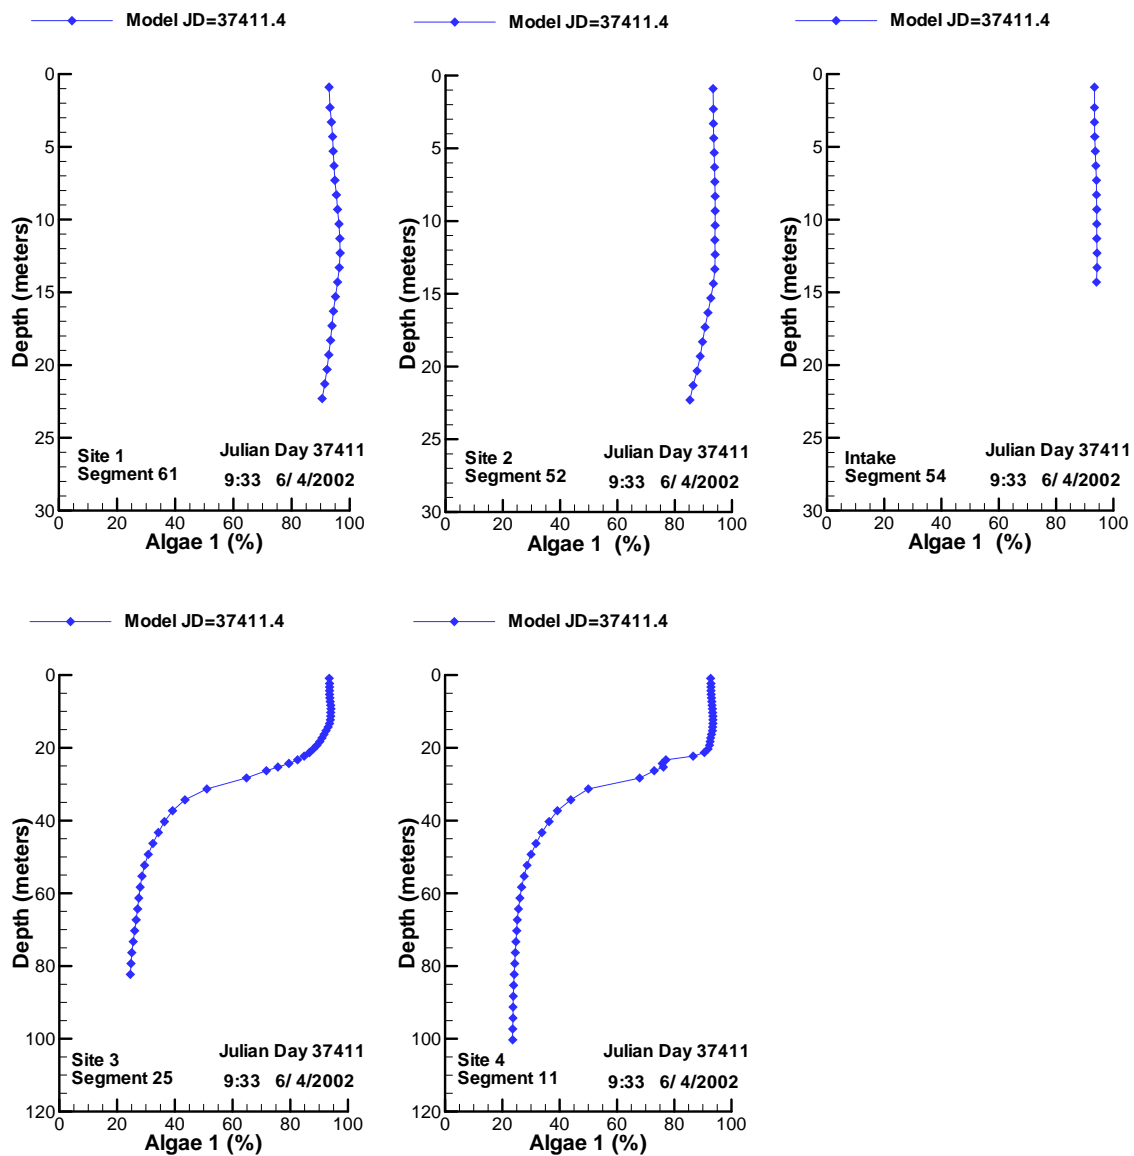 Model JD=37411.4
0
5
10
15
20
25
30
0 20 40 60 80 100
Depth (meters)
Algae 1 (%)
Site 1
Segment 61
Julian Day 37411
9:33 6/ 4/2002
Model JD=37411.4
0
5
10
15
20
25
30
0 20 40 60 80 100
Depth (meters)
Algae 1 (%)
Site 2
Segment 52
Julian Day 37411
9:33 6/ 4/2002
Model JD=37411.4
0
5
10
15
20
25
30
0 20 40 60 80 100
Depth (meters)
Algae 1 (%)
Intake
Segment 54
Julian Day 37411
9:33 6/ 4/2002
Model JD=37411.4
0
20
40
60
80
100
120
0 20 40 60 80 100
Depth (meters)
Algae 1 (%)
Site 3
Segment 25
Julian Day 37411
9:33 6/ 4/2002
Model JD=37411.4
0
20
40
60
80
100
120
0 20 40 60 80 100
Depth (meters)
Algae 1 (%)
Site 4
Segment 11
Julian Day 37411
9:33 6/ 4/2002